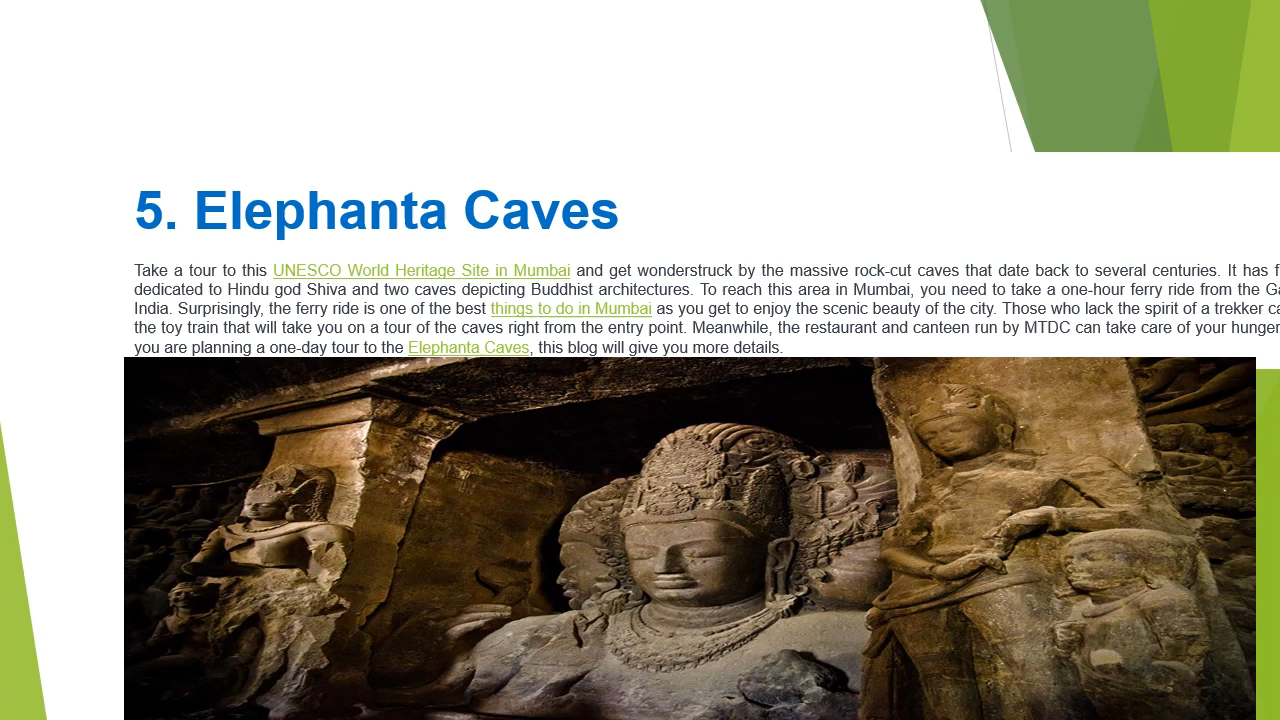 5. Elephanta Caves
Take a tour to this UNESCO World Heritage Site in Mumbai and get wonderstruck by the massive rock-cut caves that date back to several centuries. It has
dedicated to Hindu god Shiva and two caves depicting Buddhist architectures. To reach this area in Mumbai, you need to take a one-hour ferry ride from the
India. Surprisingly, the ferry ride is one of the best things to do in Mumbai as you get to enjoy the scenic beauty of the city. Those who lack the spirit of a trekker
the toy train that will take you on a tour of the caves right from the entry point. Meanwhile, the restaurant and canteen run by MTDC can take care of your hunger
you are planning a one-day tour to the Elephanta Caves, this blog will give you more details.